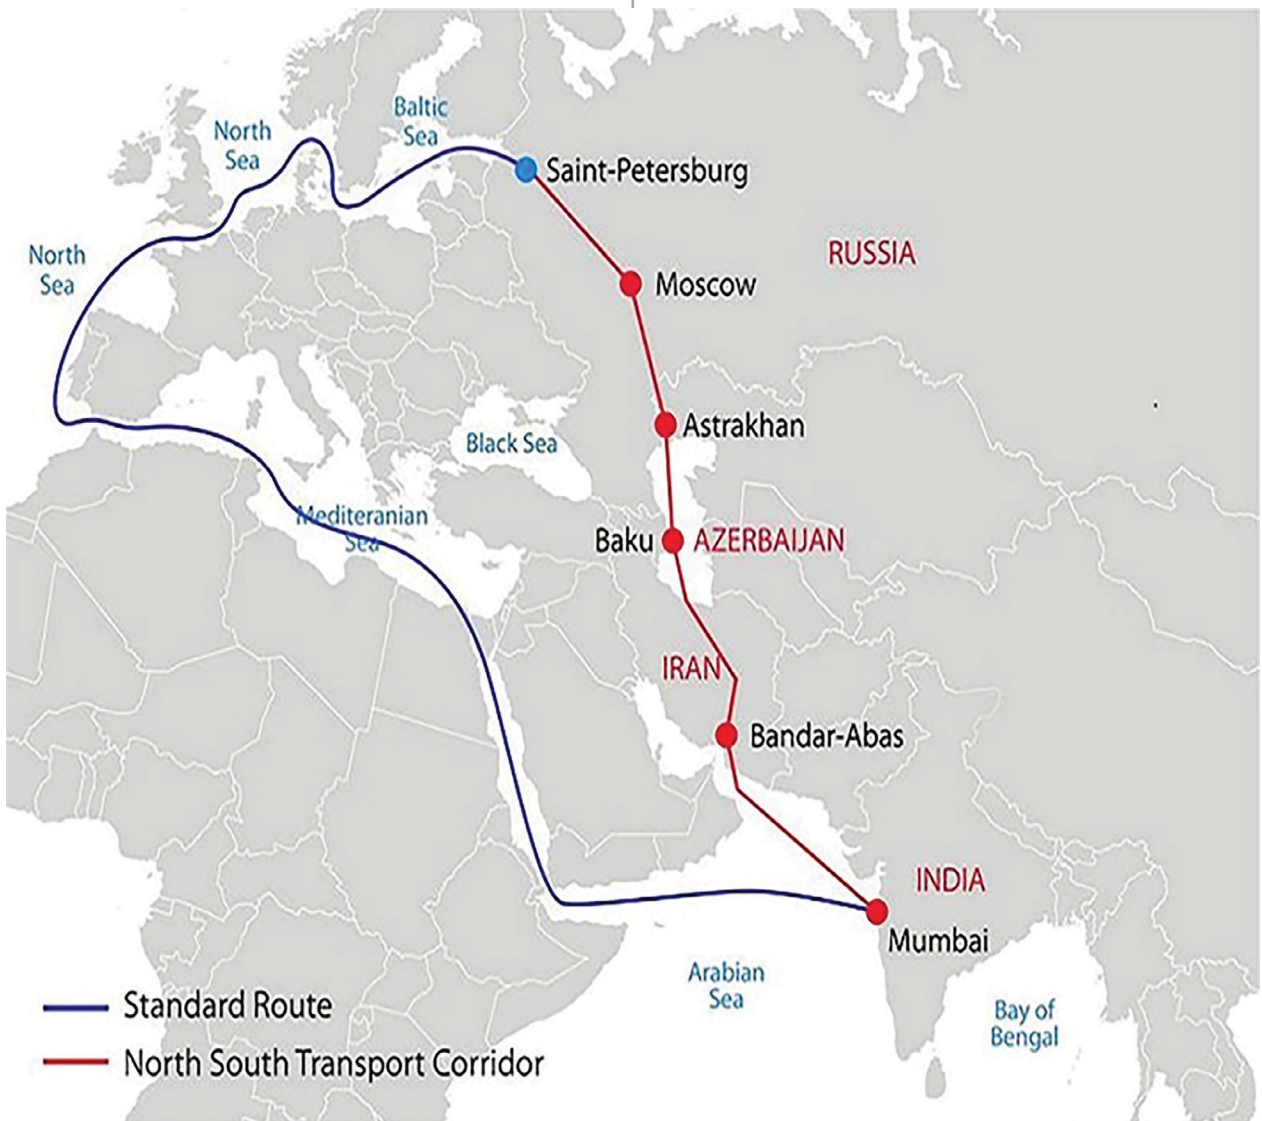 Baltic
Sea
North
Sea
Saint-Petersburg
North
Sea
RUSSIA
Moscow
Astrakhan
Black Sea
Mediteranian
Sea
Baku
AZERBAIJAN
IRAN
Bandar-Abas
INDIA
Mumbai
Arabian
Sea
Bay of
Bengal
Standard Route
North South Transport Corridor